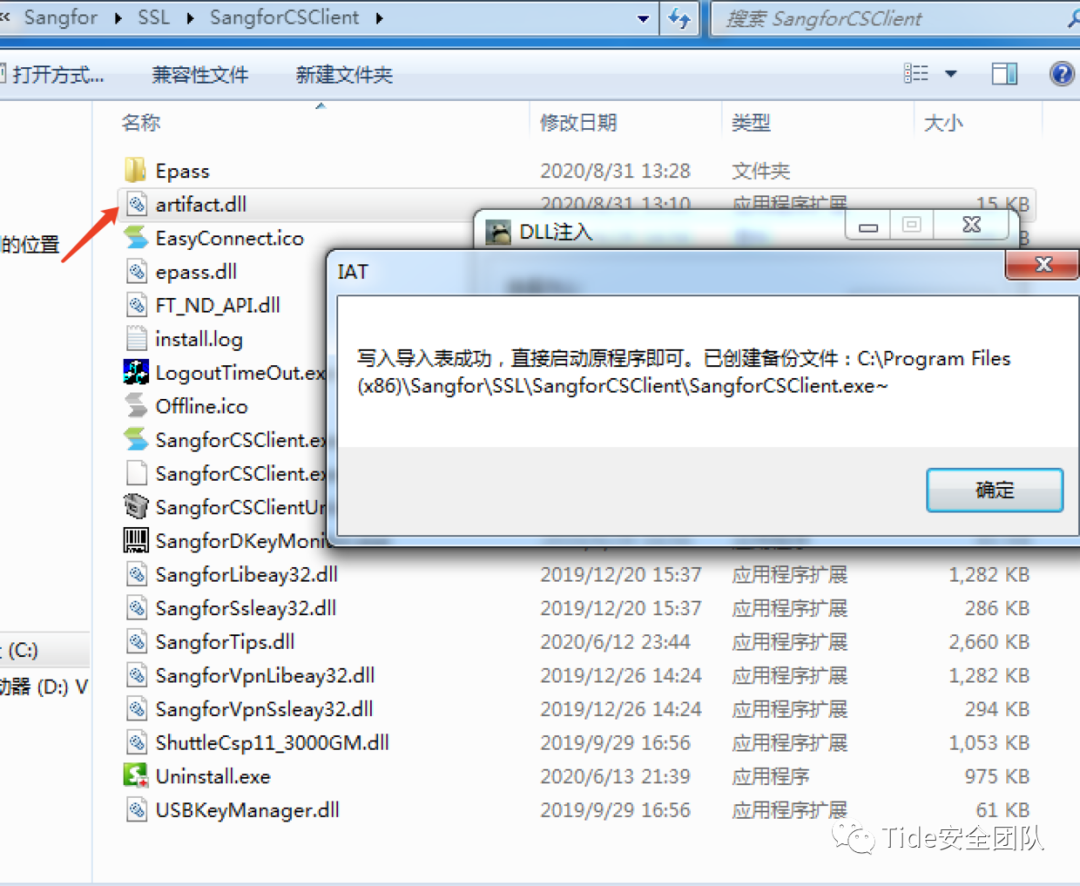 « Sangfor ▸ SSL ▸ SangforCSClient ▸
搜索 SangforCSClient
打开方式...
兼容性文件
新建文件夹
名称
修改日期
类型
大小
Epass 2020/8/31 13:28 文件夹
artifact.dll 2020/8/31 13:10 应用程序扩展 15 KB
的位置
EasyConnect.ico
epass.dll
FT_ND_API.dll
install.log
LogoutTimeOut.ex
Offline.ico
SangforCSClient.ex
SangforCSClient.ex
SangforCSClientUn
SangforDKeyMoni
SangforLibeay32.dll 2019/12/20 15:37 应用程序扩展 1,282 KB
SangforSsleay32.dll 2019/12/20 15:37 应用程序扩展 286 KB
SangforTips.dll 2020/6/12 23:44 应用程序扩展 2,660 KB
SangforVpnLibeay32.dll 2019/12/26 14:24 应用程序扩展 1,282 KB
SangforVpnSsleay32.dll 2019/12/26 14:24 应用程序扩展 294 KB
ShuttleCsp11_3000GM.dll 2019/9/29 16:56 应用程序扩展 1,053 KB
Uninstall.exe 2020/6/13 21:39 应用程序 975 KB
USBKeyManager.dll 2019/9/29 16:56 应用程序扩展 61 KB
(C:)
动器 (D:) V
DLL注入
IAT
写入导入表成功，直接启动原程序即可。已创建备份文件：C:\Program Files
(x86)\Sangfor\SSL\SangforCSClient\SangforCSClient.exe~
确定
Tide安全团队